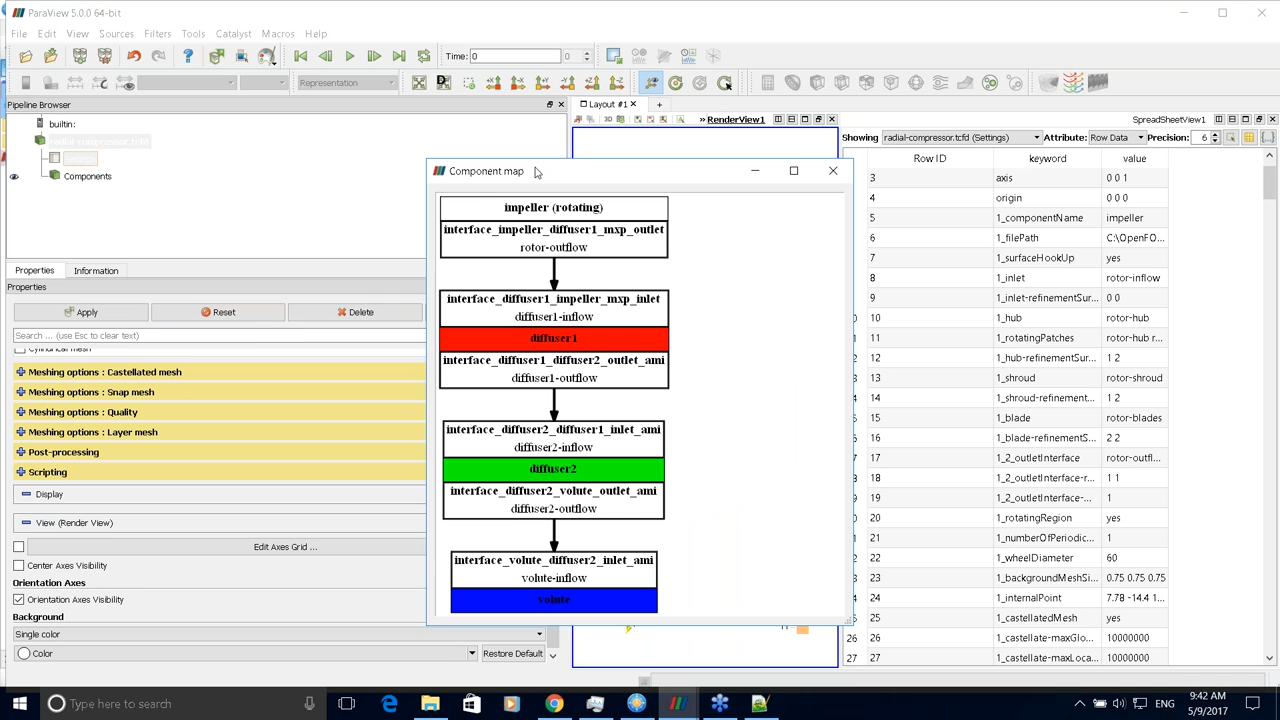 ParaView 5.0.0 64-bit
File Edit View Sources Filters Tools Catalyst Macros Help
Time: 0 0
Representation
Pipeline Browser
builtin:
radial-compressor.tcfd
Components
Properties Information
Properties
Apply Reset Delete
Search ... (use Esc to clear text)
Cylindrical mesh
Meshing options : Castellated mesh
Meshing options : Snap mesh
Meshing options : Quality
Meshing options : Layer mesh
Post-processing
Scripting
Display
View (Render View)
Edit Axes Grid ...
Center Axes Visibility
Orientation Axes
Orientation Axes Visibility
Background
Single color
Color Restore Default
Layout #1
3D
RenderView1
Component map
impeller (rotating)
interface_impeller_diffuser1_mxp_outlet
rotor-outflow
interface_diffuser1_impeller_mxp_inlet
diffuser1-inflow
diffuser1
interface_diffuser1_diffuser2_outlet_ami
diffuser1-outflow
interface_diffuser2_diffuser1_inlet_ami
diffuser2-inflow
diffuser2
interface_diffuser2_volute_outlet_ami
diffuser2-outflow
interface_volute_diffuser2_inlet_ami
volute-inflow
volute
SpreadSheetView1
Showing radial-compressor.tcfd (Settings) Attribute: Row Data Precision: 6
Row ID keyword value
3 axis 0 0 1
4 origin 0 0 0
5 1_componentName impeller
6 1_filePath C:\OpenFO...
7 1_surfaceHookUp yes
8 1_inlet rotor-inflow
9 1_inlet-refinementSur... 0 0
10 1_hub rotor-hub
11 1_rotatingPatches rotor-hub r...
12 1_hub-refinementSur... 1 2
13 1_shroud rotor-shroud
14 1_shroud-refinement... 1 2
15 1_blade rotor-blades
16 1_blade-refinementS... 2 2
17 1_2_outletInterface rotor-outfl...
18 1_2_outletInterface-r... 1 1
19 1_2_outletInterface-... 1
20 1_rotatingRegion yes
21 1_numberOfPeriodic... 1
22 1_wheelDiameter 60
23 1_backgroundMeshSi... 0.75 0.75 0.75
24 1_internalPoint 7.78 -14.4 1...
25 1_castellatedMesh yes
26 26 1_castellate-maxGlo... 10000000
27 27 1_castellate-maxLoca... 10000000
Type here to search
9:42 AM
5/9/2017